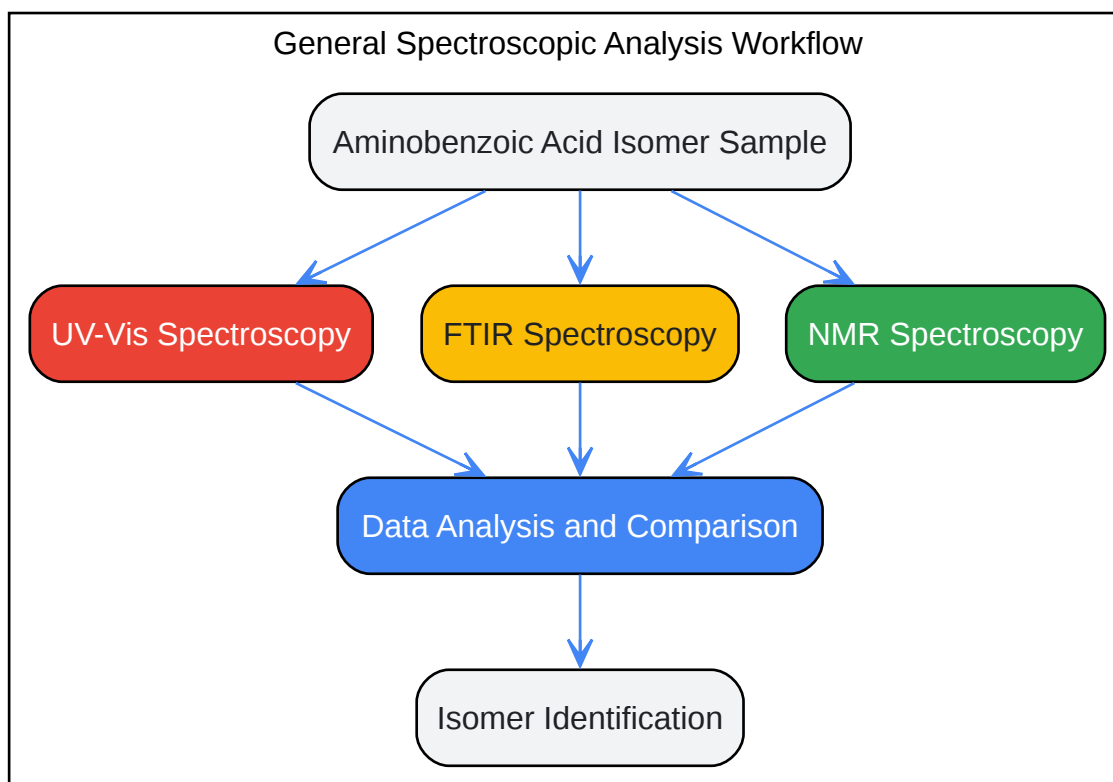 General Spectroscopic Analysis Workflow
Aminobenzoic Acid Isomer Sample
UV-Vis Spectroscopy
FTIR Spectroscopy
NMR Spectroscopy
Data Analysis and Comparison
Isomer Identification